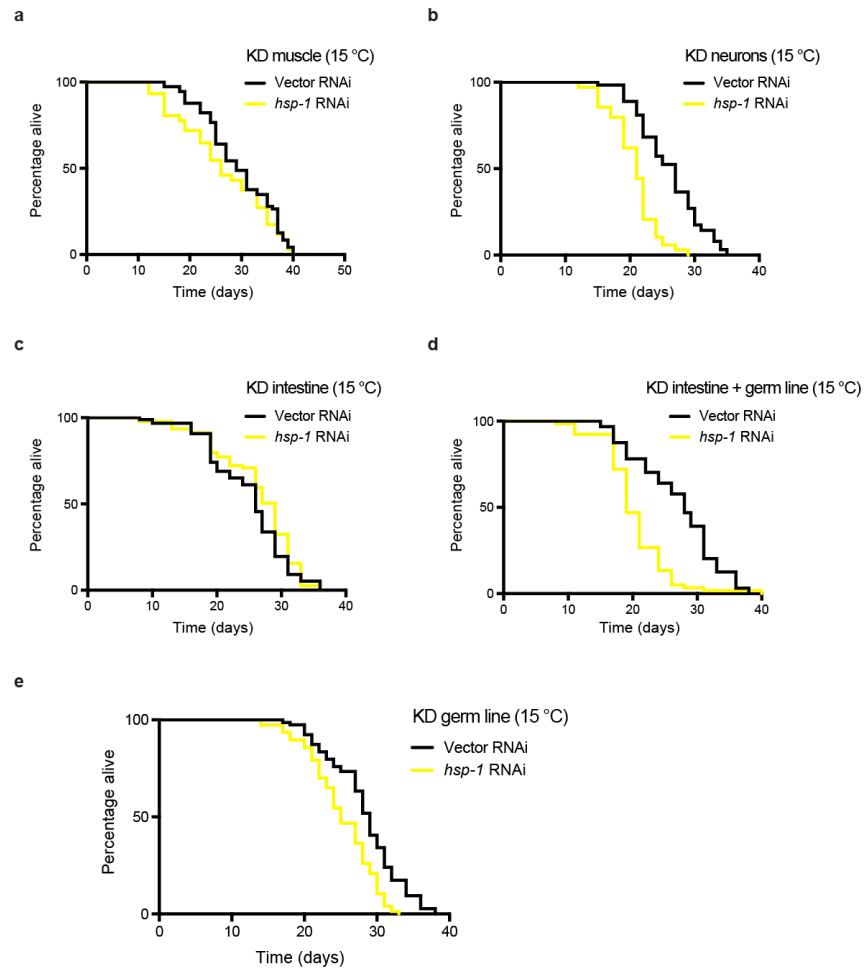 a
KD muscle (15 °C)
Vector RNAi
hsp-1 RNAi
Percentage alive
100
50
0
0 10 20 30 40 50
Time (days)
b
KD neurons (15 °C)
Vector RNAi
hsp-1 RNAi
Percentage alive
100
50
0
0 10 20 30 40
Time (days)
c
KD intestine (15 °C)
Vector RNAi
hsp-1 RNAi
Percentage alive
100
50
0
0 10 20 30 40
Time (days)
d
KD intestine + germ line (15 °C)
Vector RNAi
hsp-1 RNAi
Percentage alive
100
50
0
0 10 20 30 40
Time (days)
e
KD germ line (15 °C)
Vector RNAi
hsp-1 RNAi
Percentage alive
100
50
0
0 10 20 30 40
Time (days)